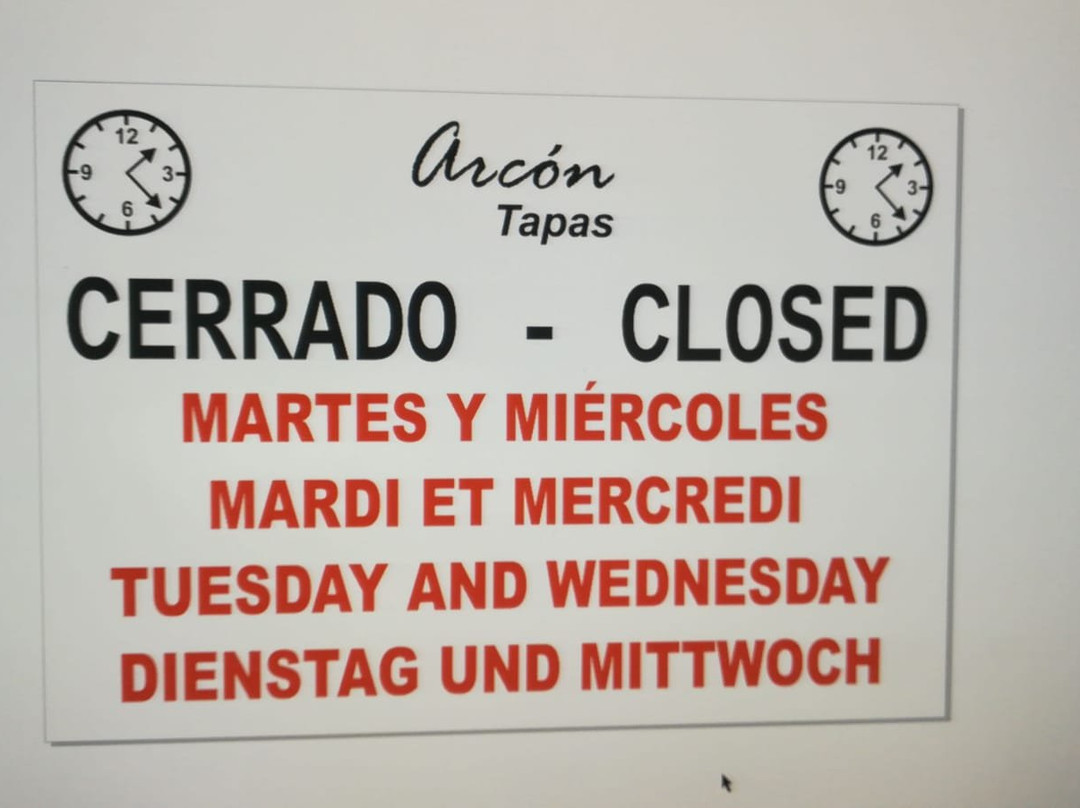 Arcón
Tapas
12
9
3
6
12
9
3
6
CERRADO - CLOSED
MARTES Y MIÉRCOLES
MARDI ET MERCREDI
TUESDAY AND WEDNESDAY
DIENSTAG UND MITTWOCH